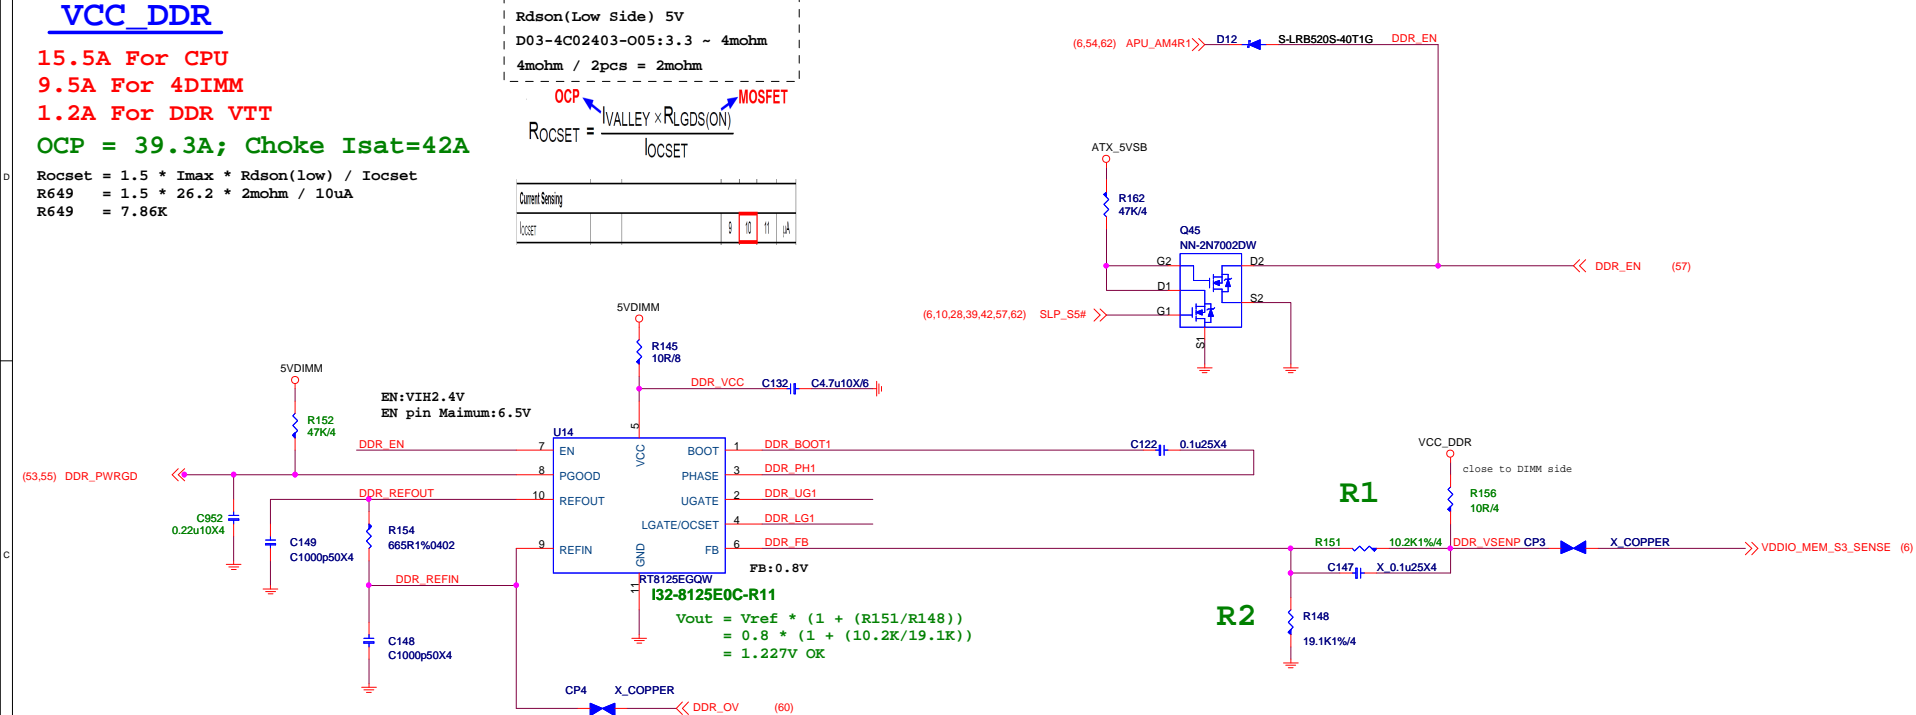 VCC_DDR
15.5A For CPU
9.5A For 4DIMM
1.2A For DDR VTT
OCP = 39.3A; Choke Isat=42A
Rocset = 1.5 * Imax * Rdson(low) / Iocset
R649 = 1.5 * 26.2 * 2mohm / 10uA
R649 = 7.86K
Rdson(Low Side) 5V
D03-4C02403-O05:3.3 ~ 4mohm
4mohm / 2pcs = 2mohm
OCP
MOSFET
ROCSET = IVALLEY × RLGDS(ON)
IOCSET
Current Sensing
IOCSET 9 10 11 μA
(6,54,62) APU_AM4R1 D12 S-LRB520S-40T1G DDR_EN
ATX_5VSB
R162
47K/4
Q45
NN-2N7002DW
G2 D2
D1 S2
G1
S1
DDR_EN (57)
(6,10,28,39,42,57,62) SLP_S5#
D
C
5VDIMM
R145
10R/8
DDR_VCC C132 C4.7u10X/6
5VDIMM
R152
47K/4
EN:VIH2.4V
EN pin Maimum:6.5V
U14
DDR_EN 7 EN
(53,55) DDR_PWRGD 8 PGOOD
DDR_REFOUT 10 REFOUT
9 REFIN
5 VCC
GND 11
BOOT 1 DDR_BOOT1
PHASE 3 DDR_PH1
UGATE 2 DDR_UG1
LGATE/OCSET 4 DDR_LG1
FB 6 DDR_FB
C122 0.1u25X4
C952
0.22u10X4
C149
C1000p50X4
R154
665R1%0402
DDR_REFIN
C148
C1000p50X4
RT8125EGQW
I32-8125E0C-R11
FB:0.8V
Vout = Vref * (1 + (R151/R148))
= 0.8 * (1 + (10.2K/19.1K))
= 1.227V OK
CP4 X_COPPER
DDR_OV (60)
VCC_DDR
close to DIMM side
R1
R156
10R/4
R151 10.2K1%/4 DDR_VSENP CP3 X_COPPER VDDIO_MEM_S3_SENSE (6)
C147 X_0.1u25X4
R2
R148
19.1K1%/4